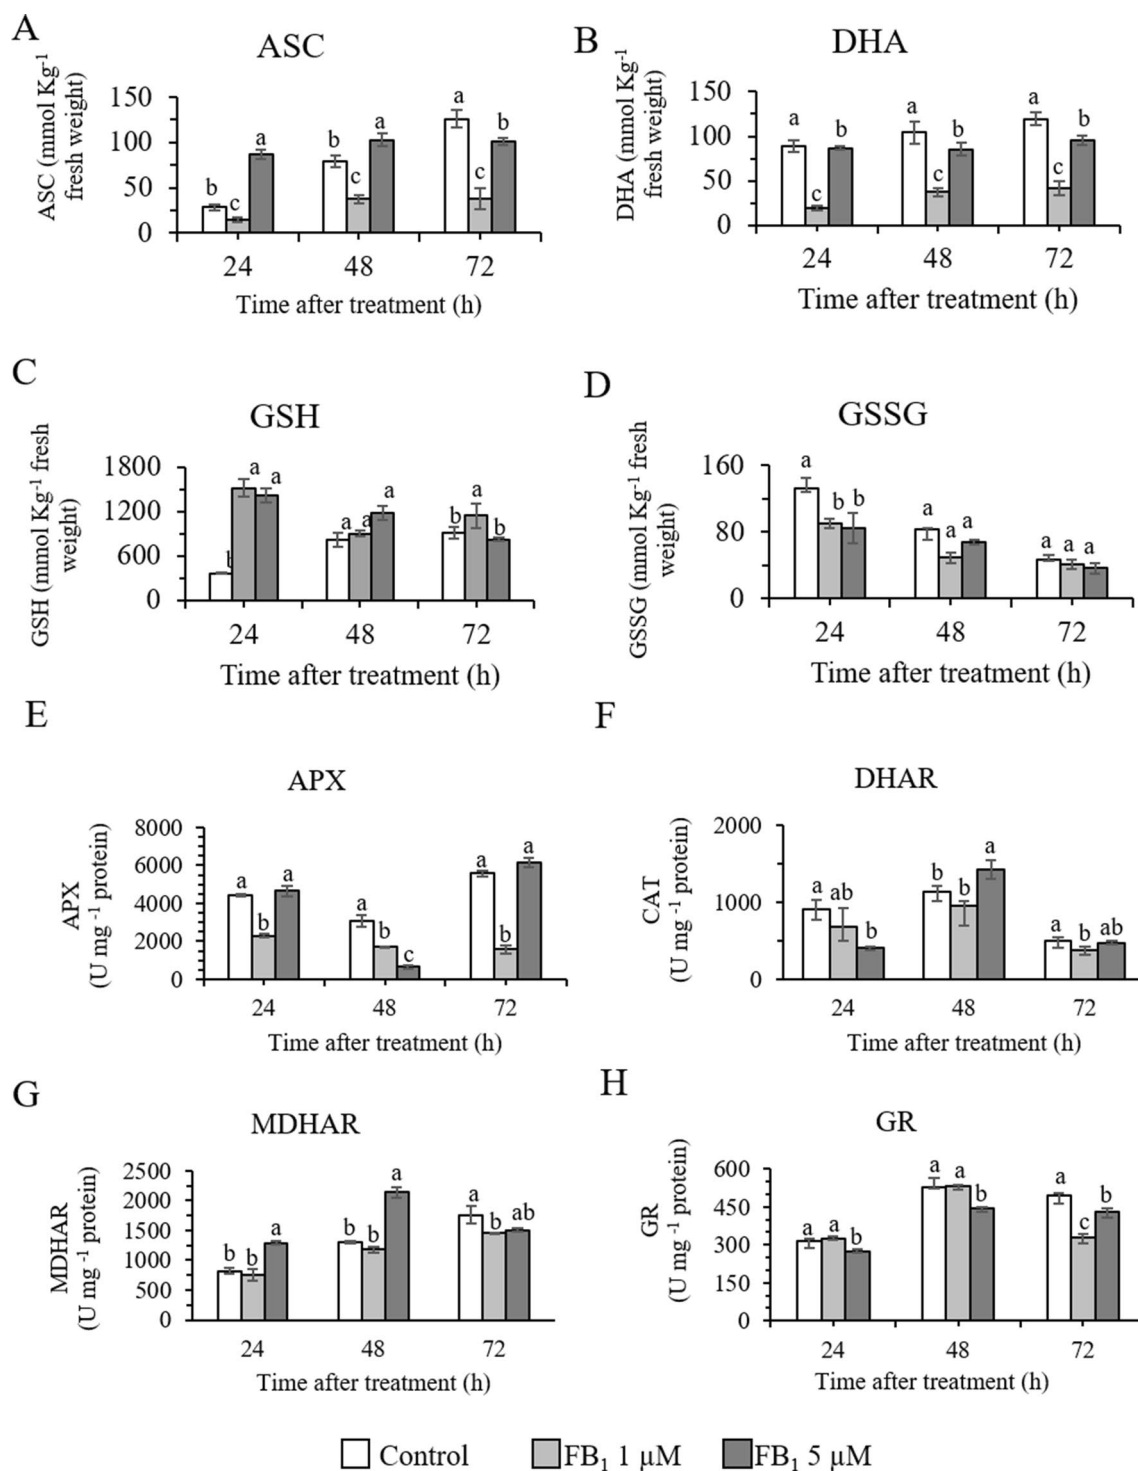 A
ASC
ASC (mmol Kg-1
fresh weight)
150
100
50
0
b
c
a
b
c
a
a
c
b
24
48
72
Time after treatment (h)
B
DHA
DHA (mmol Kg-1
fresh weight)
150
100
50
0
a
c
b
a
c
b
a
c
b
24
48
72
Time after treatment (h)
C
GSH
GSH (mmol Kg-1 fresh
weight)
1800
1200
600
0
b
a
a
a
a
a
b
a
b
24
48
72
Time after treatment (h)
D
GSSG
GSSG (mmol Kg-1 fresh
weight)
160
80
0
a
b
b
a
a
a
a
a
a
24
48
72
Time after treatment (h)
E
APX
APX
(U mg -1 protein)
8000
6000
4000
2000
0
a
b
a
a
b
c
a
b
a
24
48
72
Time after treatment (h)
F
DHAR
CAT
(U mg -1 protein)
2000
1000
0
a
ab
b
b
b
a
a
b
ab
24
48
72
Time after treatment (h)
G
MDHAR
MDHAR
(U mg -1 protein)
2500
2000
1500
1000
500
0
b
b
a
b
b
a
a
b
ab
24
48
72
Time after treatment (h)
H
GR
GR
(U mg -1 protein)
600
450
300
150
0
a
a
b
a
a
b
a
c
b
24
48
72
Time after treatment (h)
Control
FB1 1 µM
FB1 5 µM